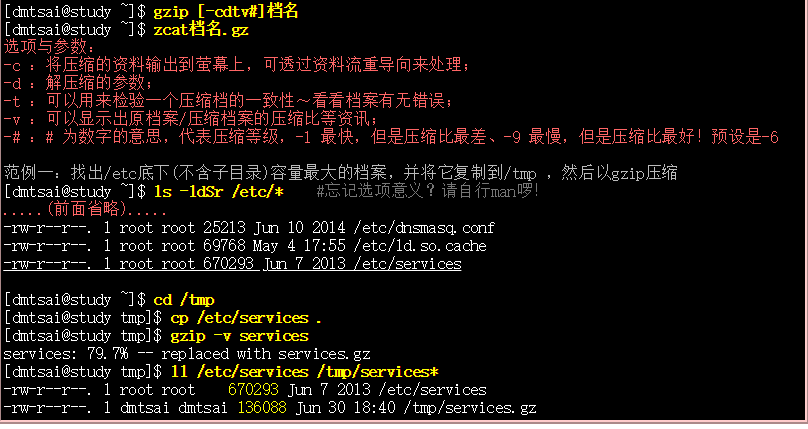 [dmtsai@study ~]$ gzip [-cdtv#]档名
[dmtsai@study ~]$ zcat档名.gz
选项与参数：
-c ：将压缩的资料输出到萤幕上，可透过资料流重导向来处理；
-d ：解压缩的参数；
-t ：可以用来检验一个压缩档的一致性～看看档案有无错误；
-v ：可以显示出原档案/压缩档案的压缩比等资讯；
-# ：# 为数字的意思，代表压缩等级，-1 最快，但是压缩比最差、-9 最慢，但是压缩比最好！预设是-6
范例一：找出/etc底下(不含子目录)容量最大的档案，并将它复制到/tmp ，然后以gzip压缩
[dmtsai@study ~]$ ls -ldSr /etc/* #忘记选项意义？请自行man啰！
.....(前面省略).....
-rw-r--r--. 1 root root 25213 Jun 10 2014 /etc/dnsmasq.conf
-rw-r--r--. 1 root root 69768 May 4 17:55 /etc/ld.so.cache
-rw-r--r--. 1 root root 670293 Jun 7 2013 /etc/services
[dmtsai@study ~]$ cd /tmp
[dmtsai@study tmp]$ cp /etc/services .
[dmtsai@study tmp]$ gzip -v services
services: 79.7% -- replaced with services.gz
[dmtsai@study tmp]$ ll /etc/services /tmp/services*
-rw-r--r--. 1 root root 670293 Jun 7 2013 /etc/services
-rw-r--r--. 1 dmtsai dmtsai 136088 Jun 30 18:40 /tmp/services.gz